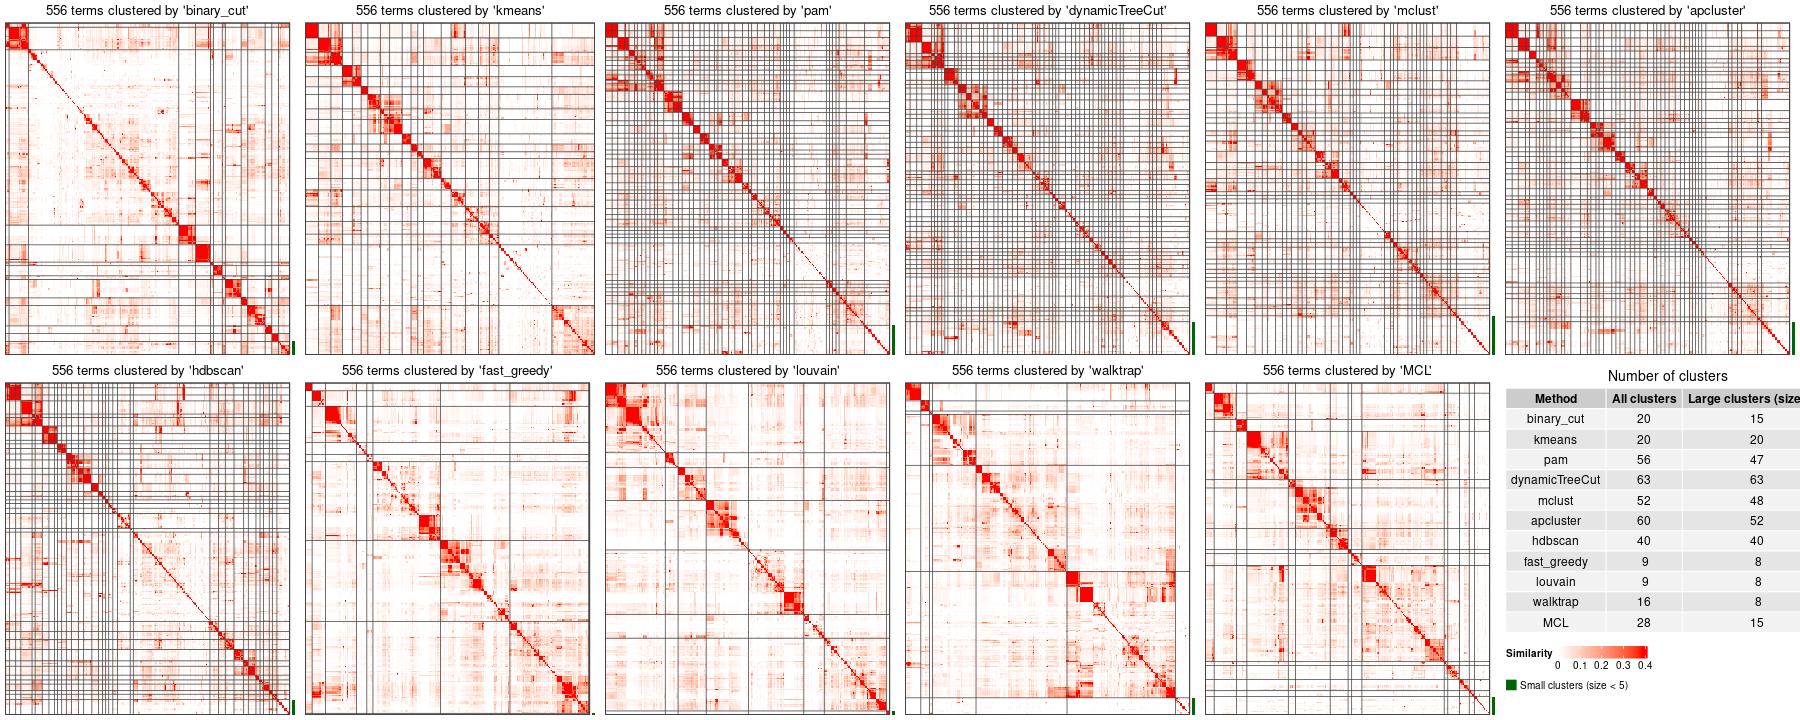 556 terms clustered by 'binary_cut'
556 terms clustered by 'kmeans'
556 terms clustered by 'pam'
556 terms clustered by 'dynamicTreeCut'
556 terms clustered by 'mclust'
556 terms clustered by 'apcluster'
556 terms clustered by 'hdbscan'
556 terms clustered by 'fast_greedy'
556 terms clustered by 'louvain'
556 terms clustered by 'walktrap'
556 terms clustered by 'MCL'
Number of clusters
Method All clusters Large clusters (size
binary_cut 20 15
kmeans 20 20
pam 56 47
dynamicTreeCut 63 63
mclust 52 48
apcluster 60 52
hdbscan 40 40
fast_greedy 9 8
louvain 9 8
walktrap 16 8
MCL 28 15
Similarity
0 0.1 0.2 0.3 0.4
Small clusters (size < 5)